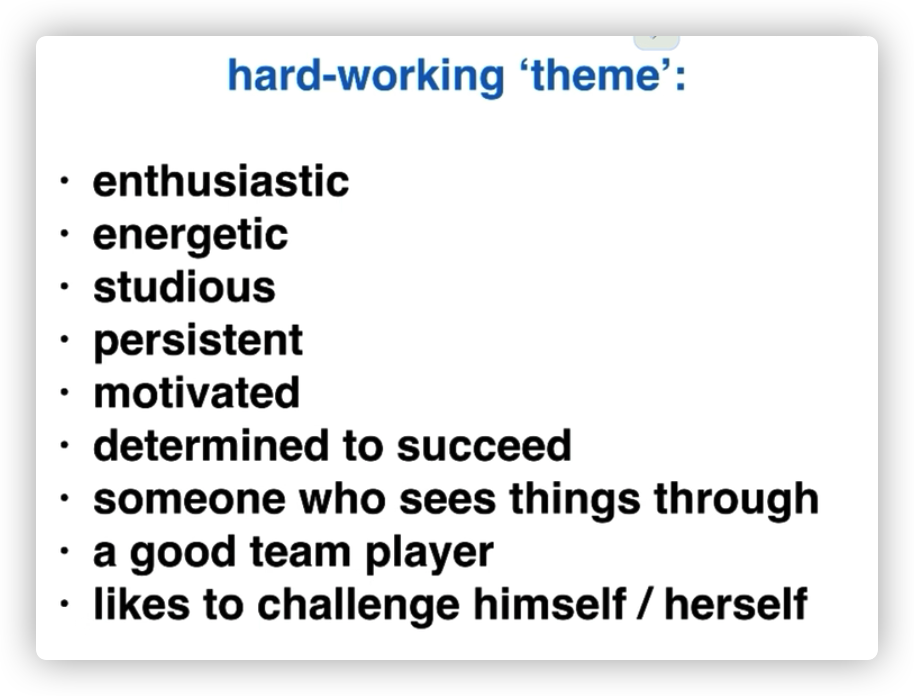 hard-working ‘theme’:
· enthusiastic
· energetic
· studious
· persistent
· motivated
· determined to succeed
· someone who sees things through
· a good team player
· likes to challenge himself / herself